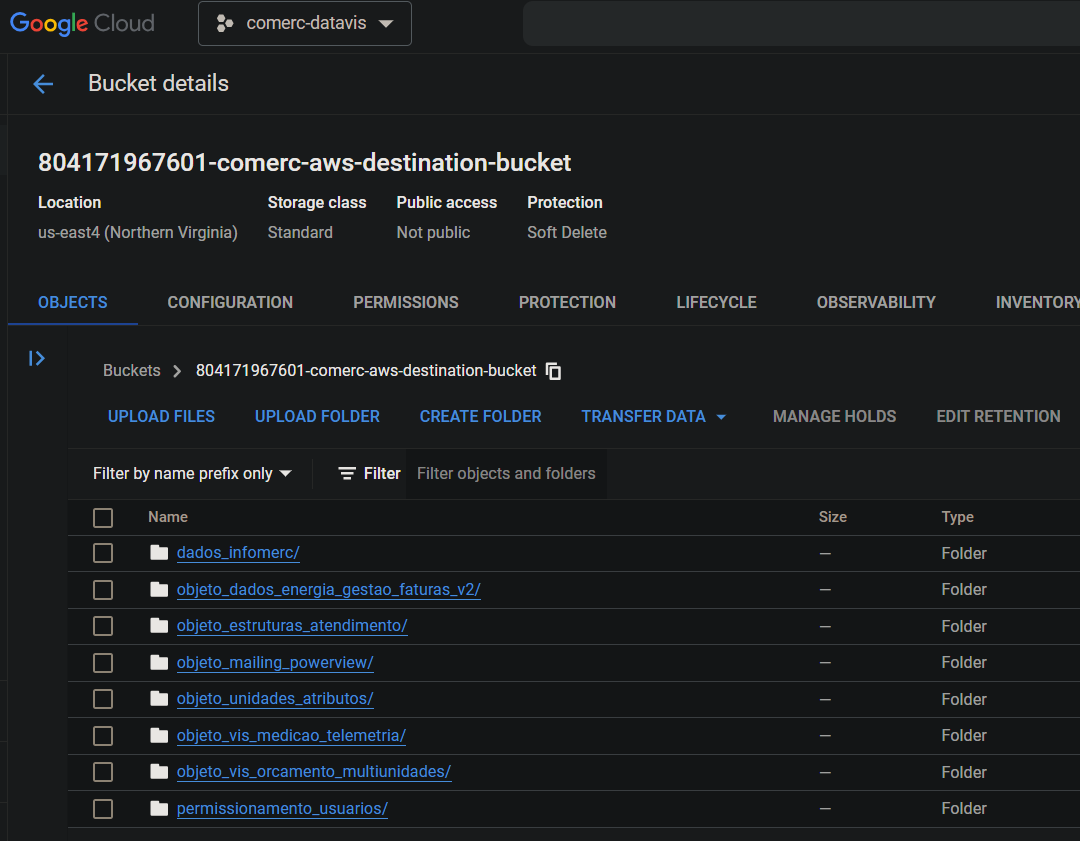 Google Cloud comerc-datavis
Bucket details
804171967601-comerc-aws-destination-bucket
Location Storage class Public access Protection
us-east4 (Northern Virginia) Standard Not public Soft Delete
OBJECTS CONFIGURATION PERMISSIONS PROTECTION LIFECYCLE OBSERVABILITY INVENTORY
Buckets 804171967601-comerc-aws-destination-bucket
UPLOAD FILES UPLOAD FOLDER CREATE FOLDER TRANSFER DATA MANAGE HOLDS EDIT RETENTION
Filter by name prefix only Filter Filter objects and folders
Name Size Type
dados_infomerc/ — Folder
objeto_dados_energia_gestao_faturas_v2/ — Folder
objeto_estruturas_atendimento/ — Folder
objeto_mailing_powerview/ — Folder
objeto_unidades_atributos/ — Folder
objeto_vis_medicao_telemetria/ — Folder
objeto_vis_orcamento_multiunidades/ — Folder
permissionamento_usuarios/ — Folder